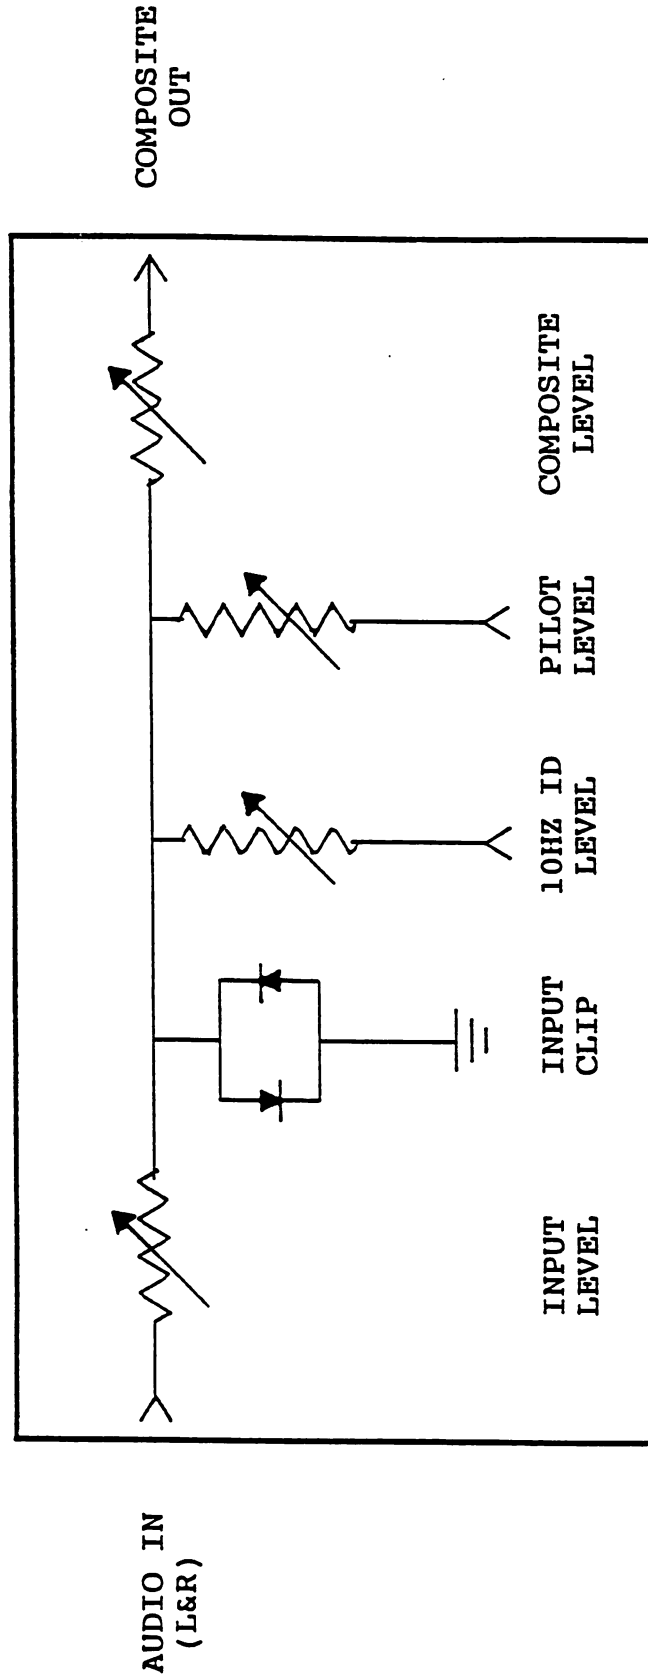 AUDIO IN
(L&R)
INPUT
LEVEL
INPUT
CLIP
10HZ ID
LEVEL
PILOT
LEVEL
COMPOSITE
LEVEL
COMPOSITE
OUT